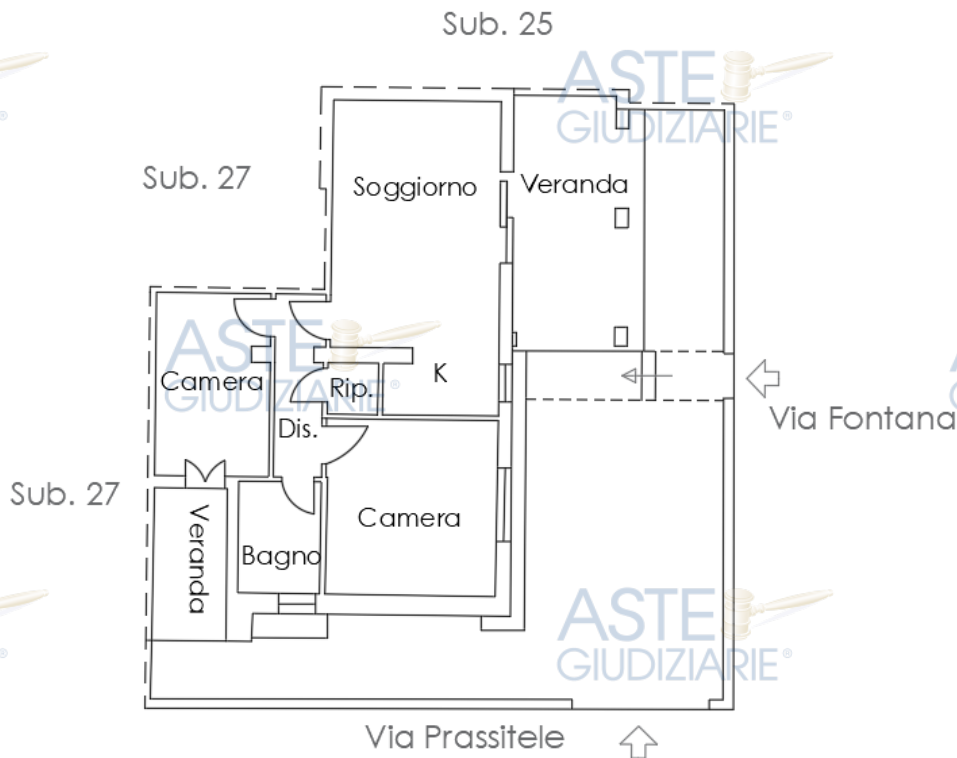 Sub. 25
ASTE
GIUDIZIARIE®
Sub. 27
Soggiorno
Veranda
ASTE
GIUDIZIARIE®
Camera
Rip.
K
Via Fontana
Dis.
Sub. 27
Veranda
Camera
Bagno
ASTE
GIUDIZIARIE®
Via Prassitele